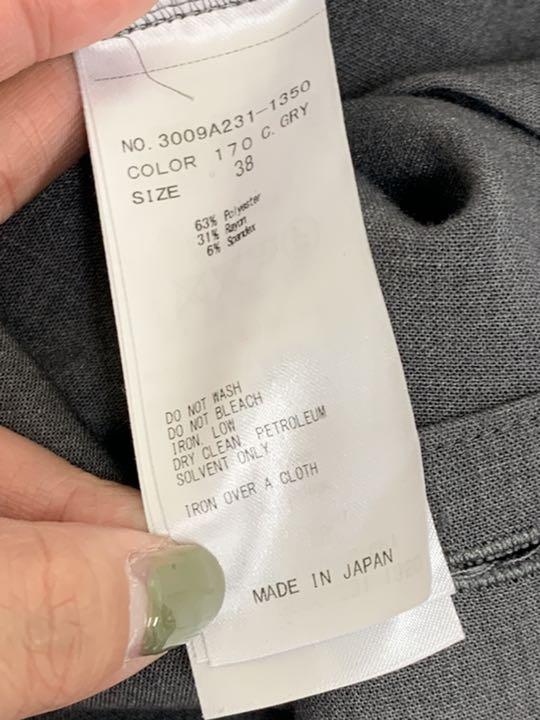 NO. 3009A231-1350
COLOR 170 C. GRY
SIZE 38
63% Polyester
31% Rayon
6% Spandex
DO NOT WASH
DO NOT BLEACH
IRON, LOW
DRY CLEAN, PETROLEUM
SOLVENT ONLY
IRON OVER A CLOTH
MADE IN JAPAN